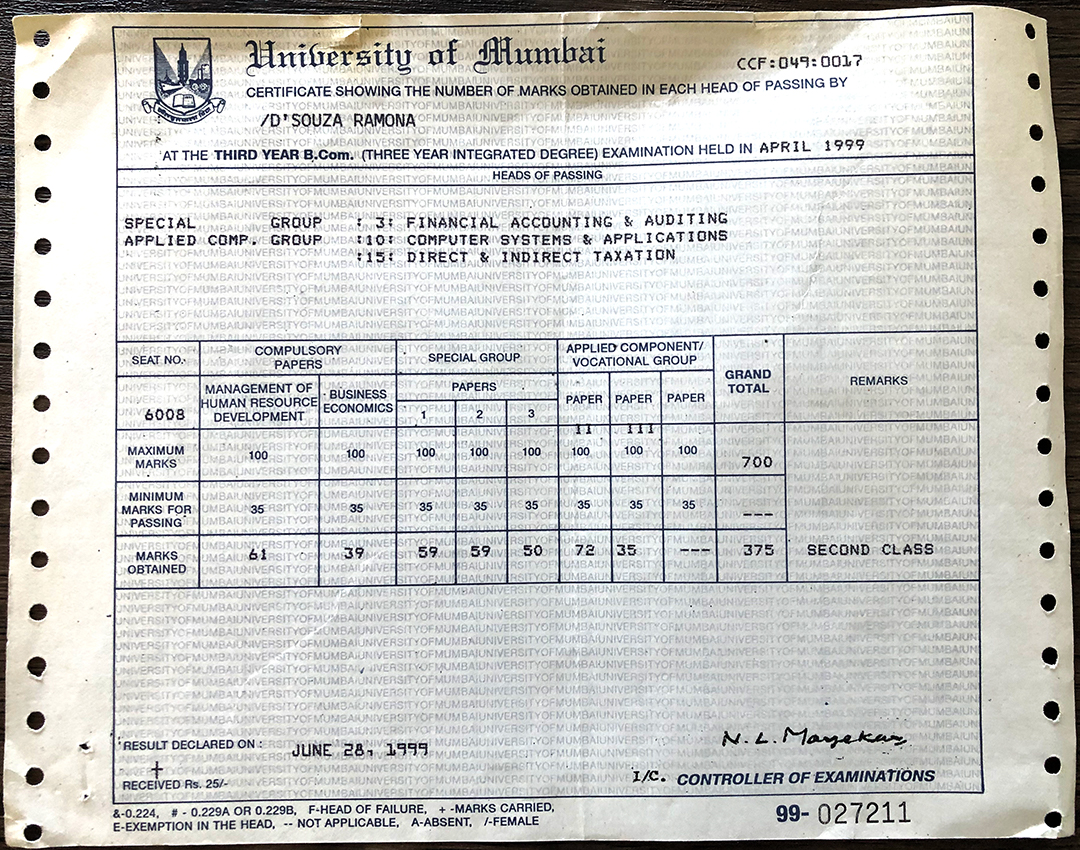 University of Mumbai
CCF:049:0017
CERTIFICATE SHOWING THE NUMBER OF MARKS OBTAINED IN EACH HEAD OF PASSING BY
/D'SOUZA RAMONA
AT THE THIRD YEAR B.Com. (THREE YEAR INTEGRATED DEGREE) EXAMINATION HELD IN APRIL 1999
HEADS OF PASSING
SPECIAL GROUP : 3: FINANCIAL ACCOUNTING & AUDITING
APPLIED COMP. GROUP :10: COMPUTER SYSTEMS & APPLICATIONS
:15: DIRECT & INDIRECT TAXATION
SEAT NO. COMPULSORY PAPERS SPECIAL GROUP APPLIED COMPONENT/ VOCATIONAL GROUP GRAND TOTAL REMARKS
6008 MANAGEMENT OF HUMAN RESOURCE DEVELOPMENT BUSINESS ECONOMICS PAPERS 1 2 3 PAPER 11 PAPER 111 PAPER
MAXIMUM MARKS 100 100 100 100 100 100 100 100 700
MINIMUM MARKS FOR PASSING 35 35 35 35 35 35 35 35 ---
MARKS OBTAINED 61 39 59 59 50 72 35 --- 375 SECOND CLASS
RESULT DECLARED ON : JUNE 28, 1999
RECEIVED Rs. 25/-
I/C. CONTROLLER OF EXAMINATIONS
&-0.224, # - 0.229A OR 0.229B, F-HEAD OF FAILURE, + -MARKS CARRIED,
E-EXEMPTION IN THE HEAD, -- NOT APPLICABLE, A-ABSENT, /-FEMALE
99- 027211